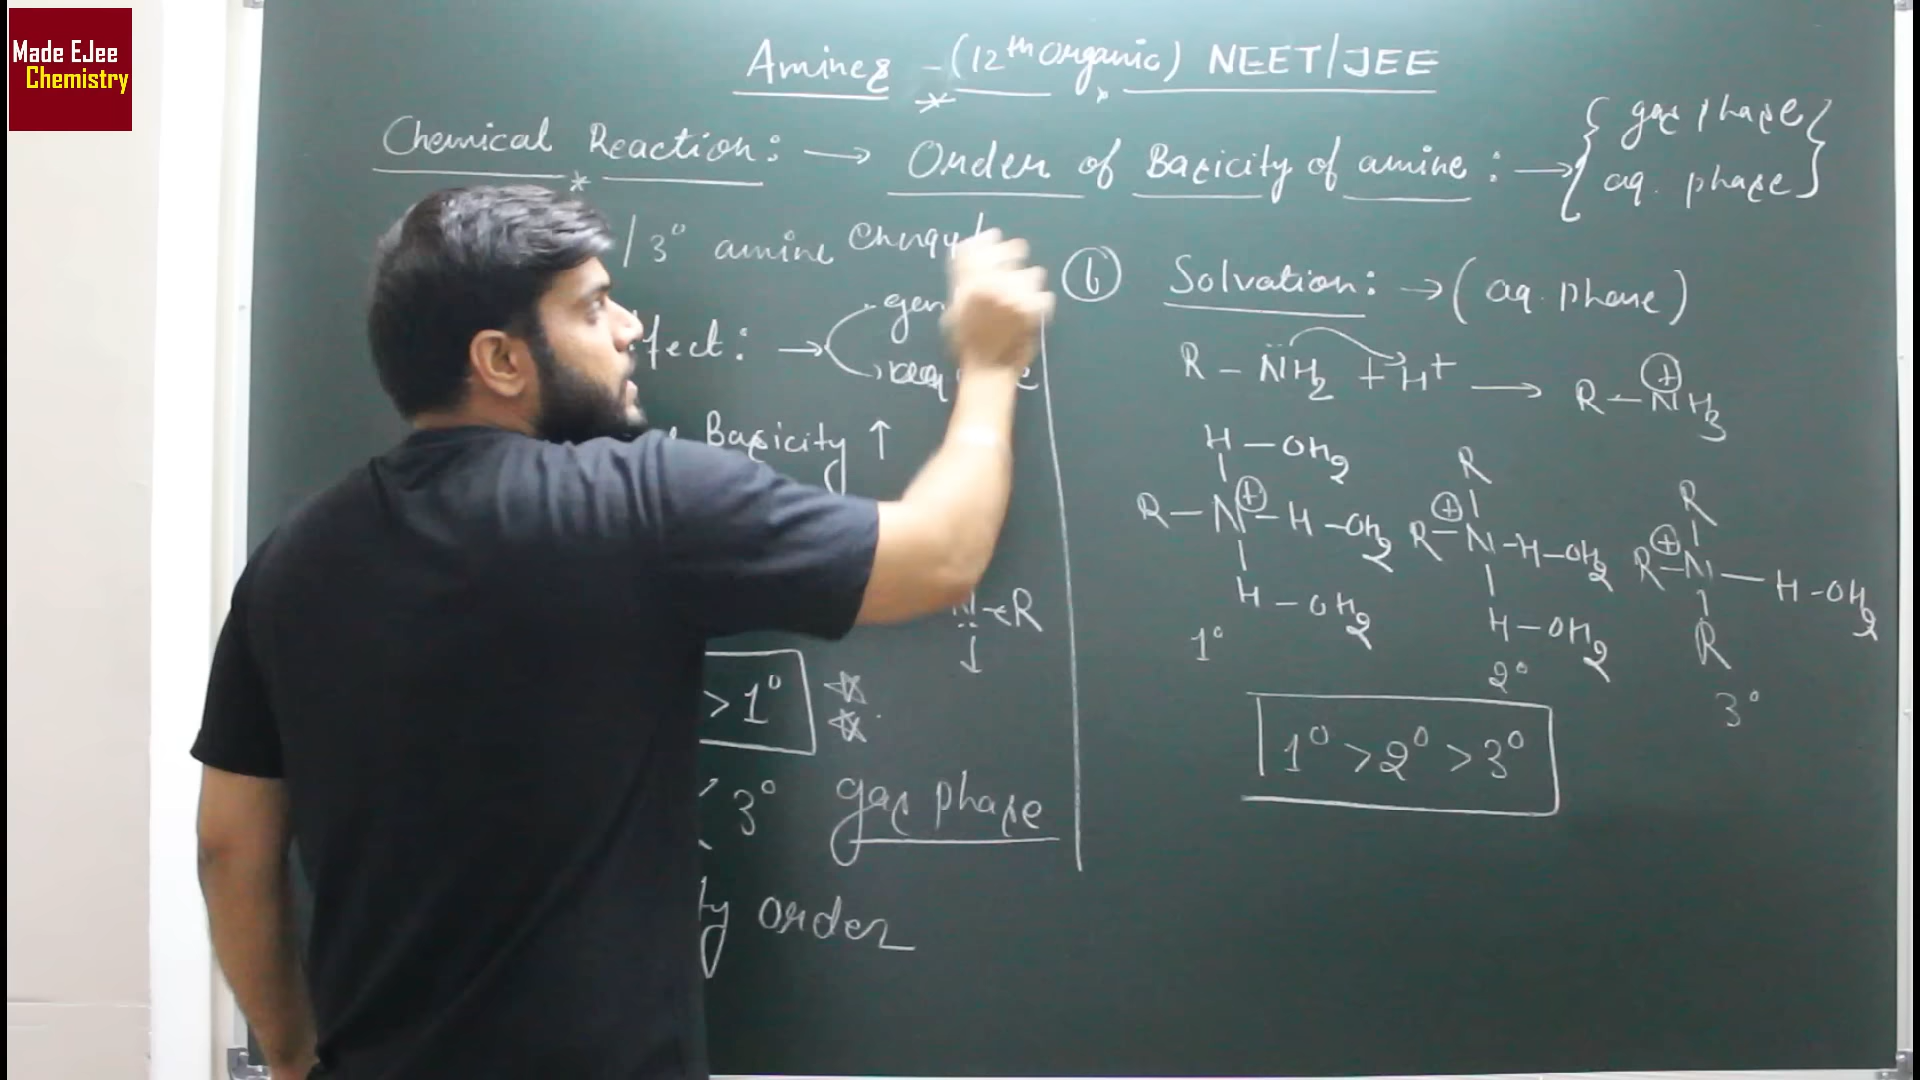 Made EJee
Chemistry
Amines - (12th organic) NEET/JEE
Chemical Reaction: → Order of Basicity of amine: → { gas phase }
{ aq. phase }
/ 3° amine
: →
Basicity ↑
N-R
> 1°
3° gas phase
order
(b) Solvation: → (aq. phase)
R - NH2 + H+ → R - NH3
H - OH2
R - N ⊕ - H - OH2
H - OH2
1°
R
R - N ⊕ - H - OH2
H - OH2
2°
R
R - N ⊕ - H - OH2
R
3°
1° > 2° > 3°